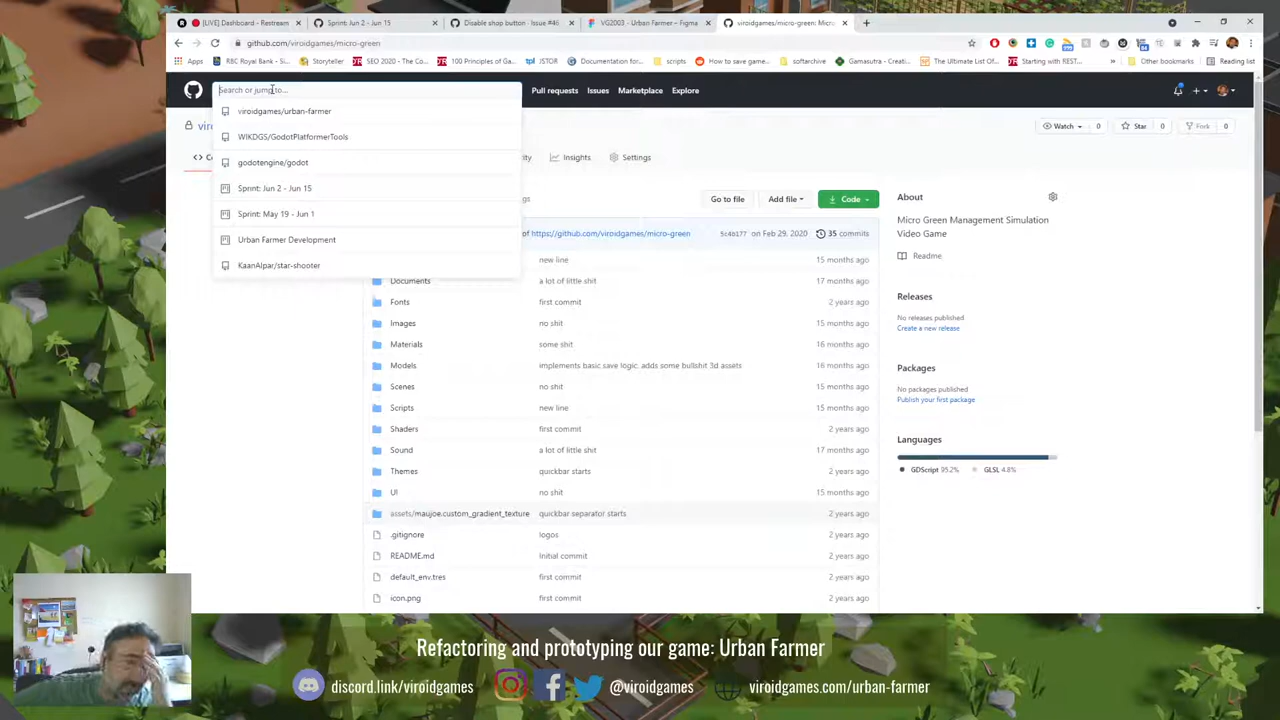 [LIVE] Dashboard - Restream
Sprint: Jun 2 - Jun 15
Disable shop button · Issue #46
VG2003 - Urban Farmer – Figma
viroidgames/micro-green: Micro
github.com/viroidgames/micro-green
Apps
RBC Royal Bank - Si...
Storyteller
SEO 2020 - The Co...
100 Principles of Ga...
JSTOR
Documentation for...
scripts
softarchive
Gamasutra - Going...
The Ultimate List Of...
Starting with REST...
Other bookmarks
Reading list
Search or jump to...
Pull requests
Issues
Marketplace
Explore
viroidgames/urban-farmer
Watch
0
Star
0
Fork
0
WIKDGS/GodotPlatformerTools
Insights
Settings
godotengine/godot
Sprint: Jun 2 - Jun 15
Go to file
Add file
Code
About
Sprint: May 19 - Jun 1
Micro Green Management Simulation
Video Game
Urban Farmer Development
of https://github.com/viroidgames/micro-green
on Feb 29, 2020
35 commits
Readme
KaanAlpar/star-shooter
new line
15 months ago
Documents
a lot of little shit
17 months ago
Fonts
first commit
2 years ago
Images
no shit
15 months ago
Materials
some shit
16 months ago
Models
implements basic save logic. adds some bullshit 3d assets
16 months ago
Scenes
no shit
15 months ago
Scripts
new line
15 months ago
Shaders
first commit
2 years ago
Sound
a lot of little shit
17 months ago
Themes
quickbar starts
2 years ago
UI
no shit
15 months ago
assets/maujoe.custom_gradient_texture
quickbar separator starts
2 years ago
.gitignore
logos
2 years ago
README.md
Initial commit
2 years ago
default_env.tres
first commit
2 years ago
icon.png
first commit
2 years ago
Releases
No releases published
Create a new release
Packages
No packages published
Publish your first package
Languages
GDScript 95.2%
GLSL 4.8%
Refactoring and prototyping our game: Urban Farmer
discord.link/viroidgames
@viroidgames
viroidgames.com/urban-farmer